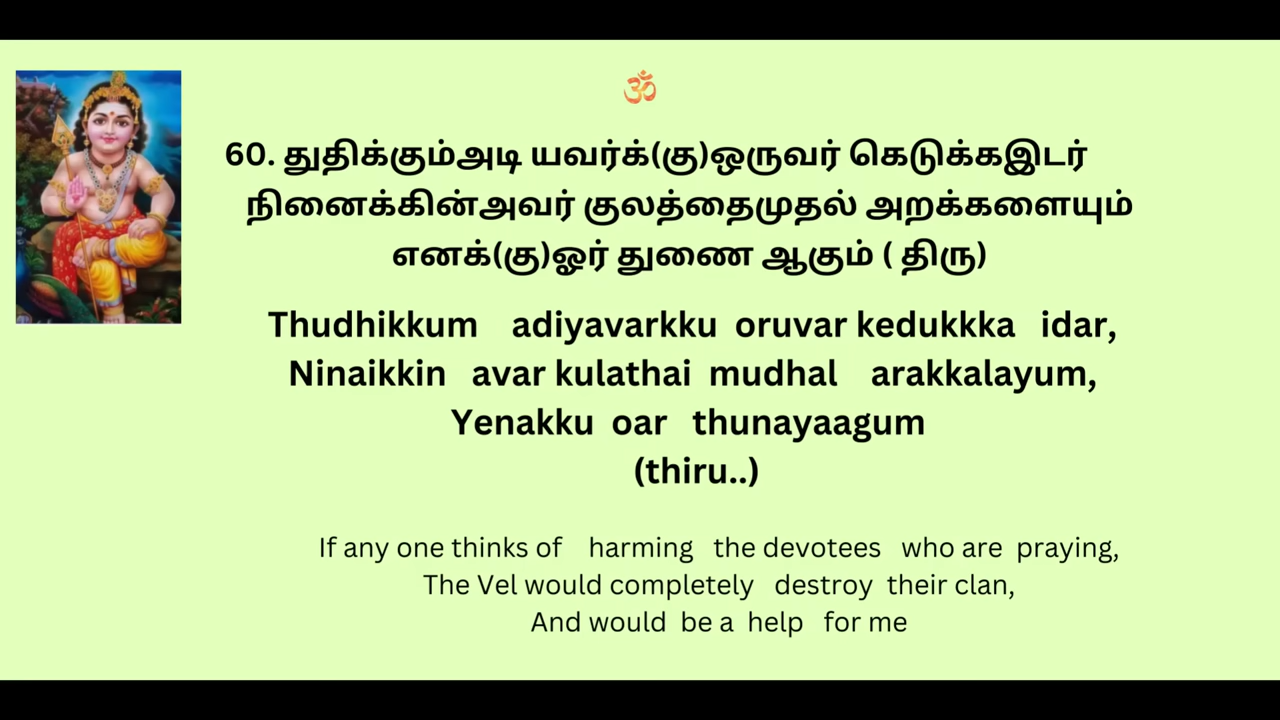 ॐ
60. துதிக்கும்அடி யவர்க்(கு)ஒருவர் கெடுக்கஇடர்
நினைக்கின்அவர் குலத்தைமுதல் அறக்களையும்
எனக்(கு)ஓர் துணை ஆகும் ( திரு)
Thudhikkum adiyavarkku oruvar kedukkka idar,
Ninaikkin avar kulathai mudhal arakkalayum,
Yenakku oar thunayaagum
(thiru..)
If any one thinks of harming the devotees who are praying,
The Vel would completely destroy their clan,
And would be a help for me